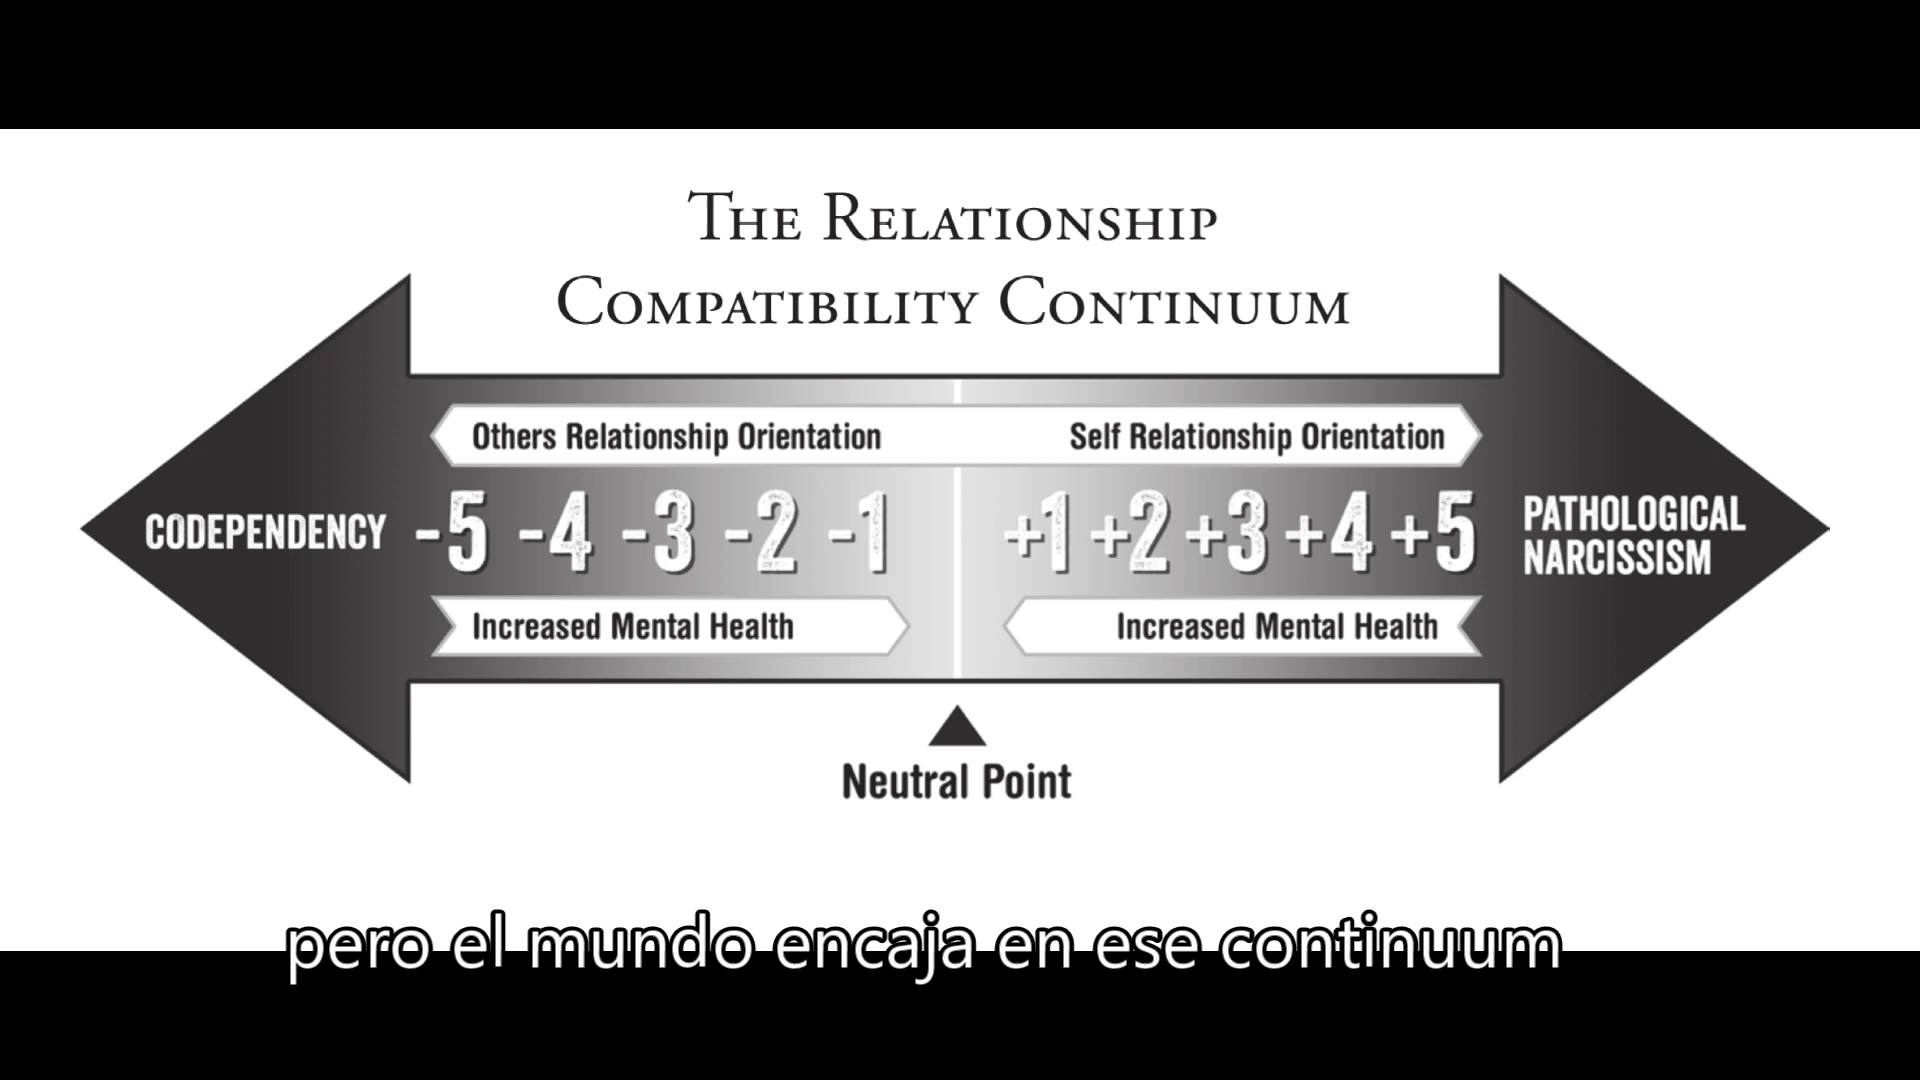 THE RELATIONSHIP
COMPATIBILITY CONTINUUM
Others Relationship Orientation
Self Relationship Orientation
CODEPENDENCY
-5 -4 -3 -2 -1
+1 +2 +3 +4 +5
PATHOLOGICAL
NARCISSISM
Increased Mental Health
Increased Mental Health
Neutral Point
pero el mundo encaja en ese continuum